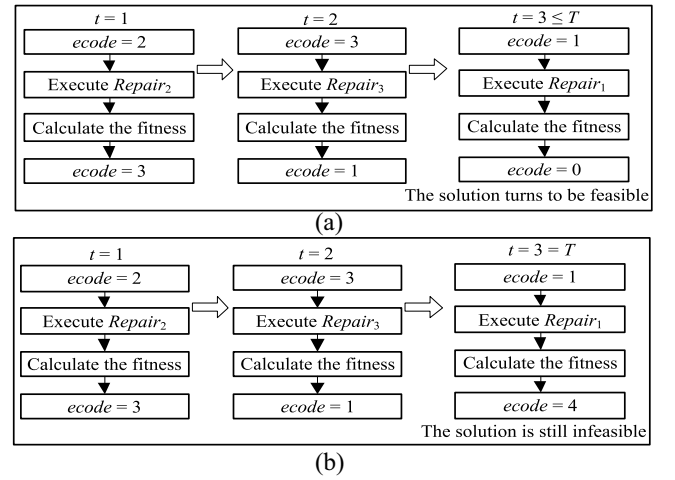 t = 1
t = 2
t = 3 ≤ T
ecode = 2
ecode = 3
ecode = 1
Execute Repair₂
Execute Repair₃
Execute Repair₁
Calculate the fitness
Calculate the fitness
Calculate the fitness
ecode = 3
ecode = 1
ecode = 0
The solution turns to be feasible
(a)
t = 1
t = 2
t = 3 = T
ecode = 2
ecode = 3
ecode = 1
Execute Repair₂
Execute Repair₃
Execute Repair₁
Calculate the fitness
Calculate the fitness
Calculate the fitness
ecode = 3
ecode = 1
ecode = 4
The solution is still infeasible
(b)